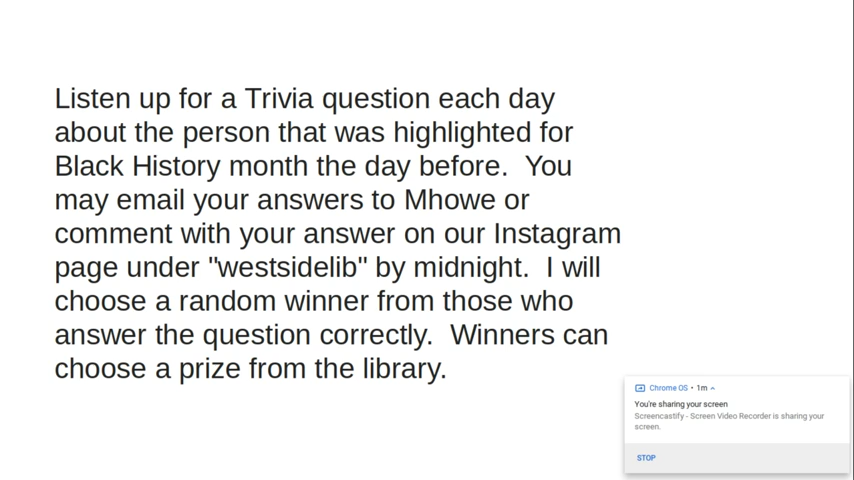 Listen up for a Trivia question each day
about the person that was highlighted for
Black History month the day before.  You
may email your answers to Mhowe or
comment with your answer on our Instagram
page under "westsidelib" by midnight.  I will
choose a random winner from those who
answer the question correctly.  Winners can
choose a prize from the library.
Chrome OS • 1m
You're sharing your screen
Screencastify - Screen Video Recorder is sharing your
screen.
STOP